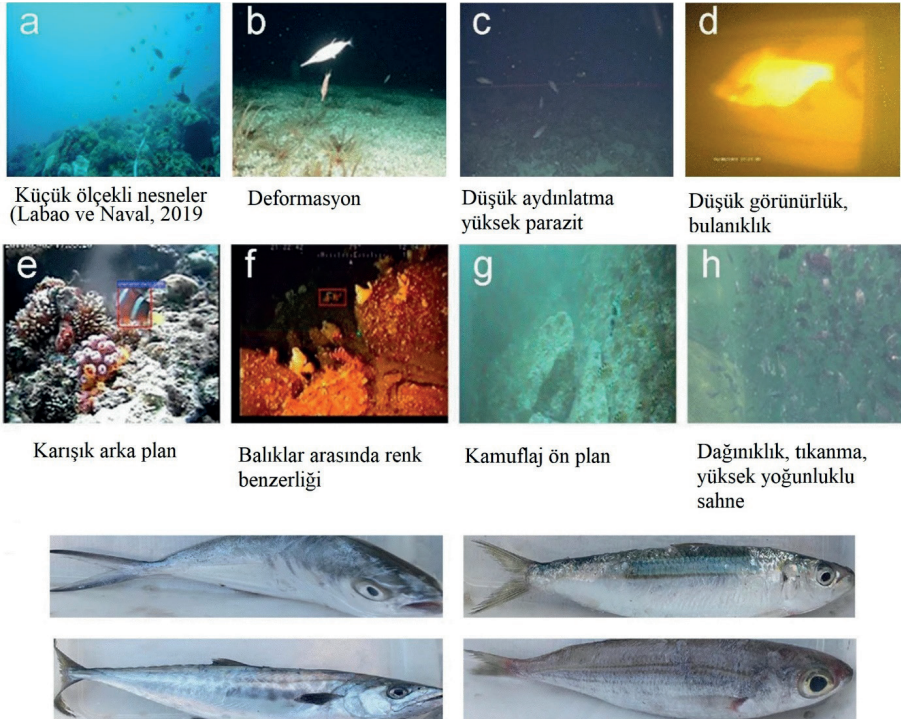 a
b
c
d
Küçük ölçekli nesneler
(Labao ve Naval, 2019
Deformasyon
Düşük aydınlatma
yüksek parazit
Düşük görünürlük,
bulanıklık
e
f
g
h
Karışık arka plan
Balıklar arasında renk
benzerliği
Kamuflaj ön plan
Dağınıklık, tıkanma,
yüksek yoğunluklu
sahne